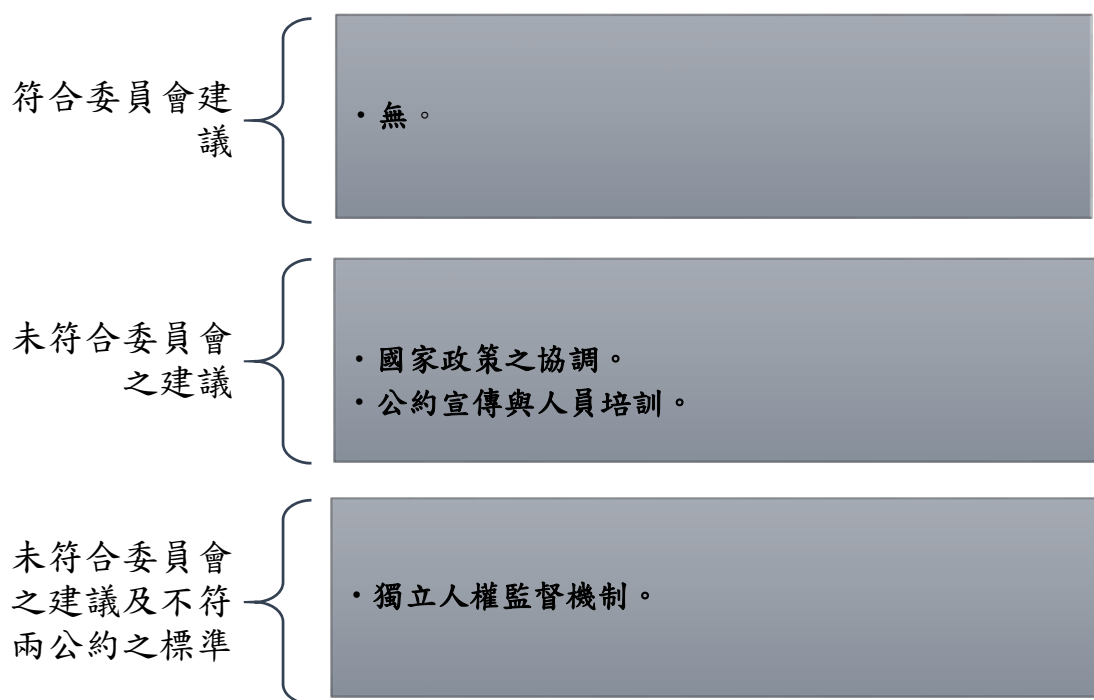 符合委員會建
議
・無。
未符合委員會
之建議
・國家政策之協調。
・公約宣傳與人員培訓。
未符合委員會
之建議及不符
兩公約之標準
・獨立人權監督機制。